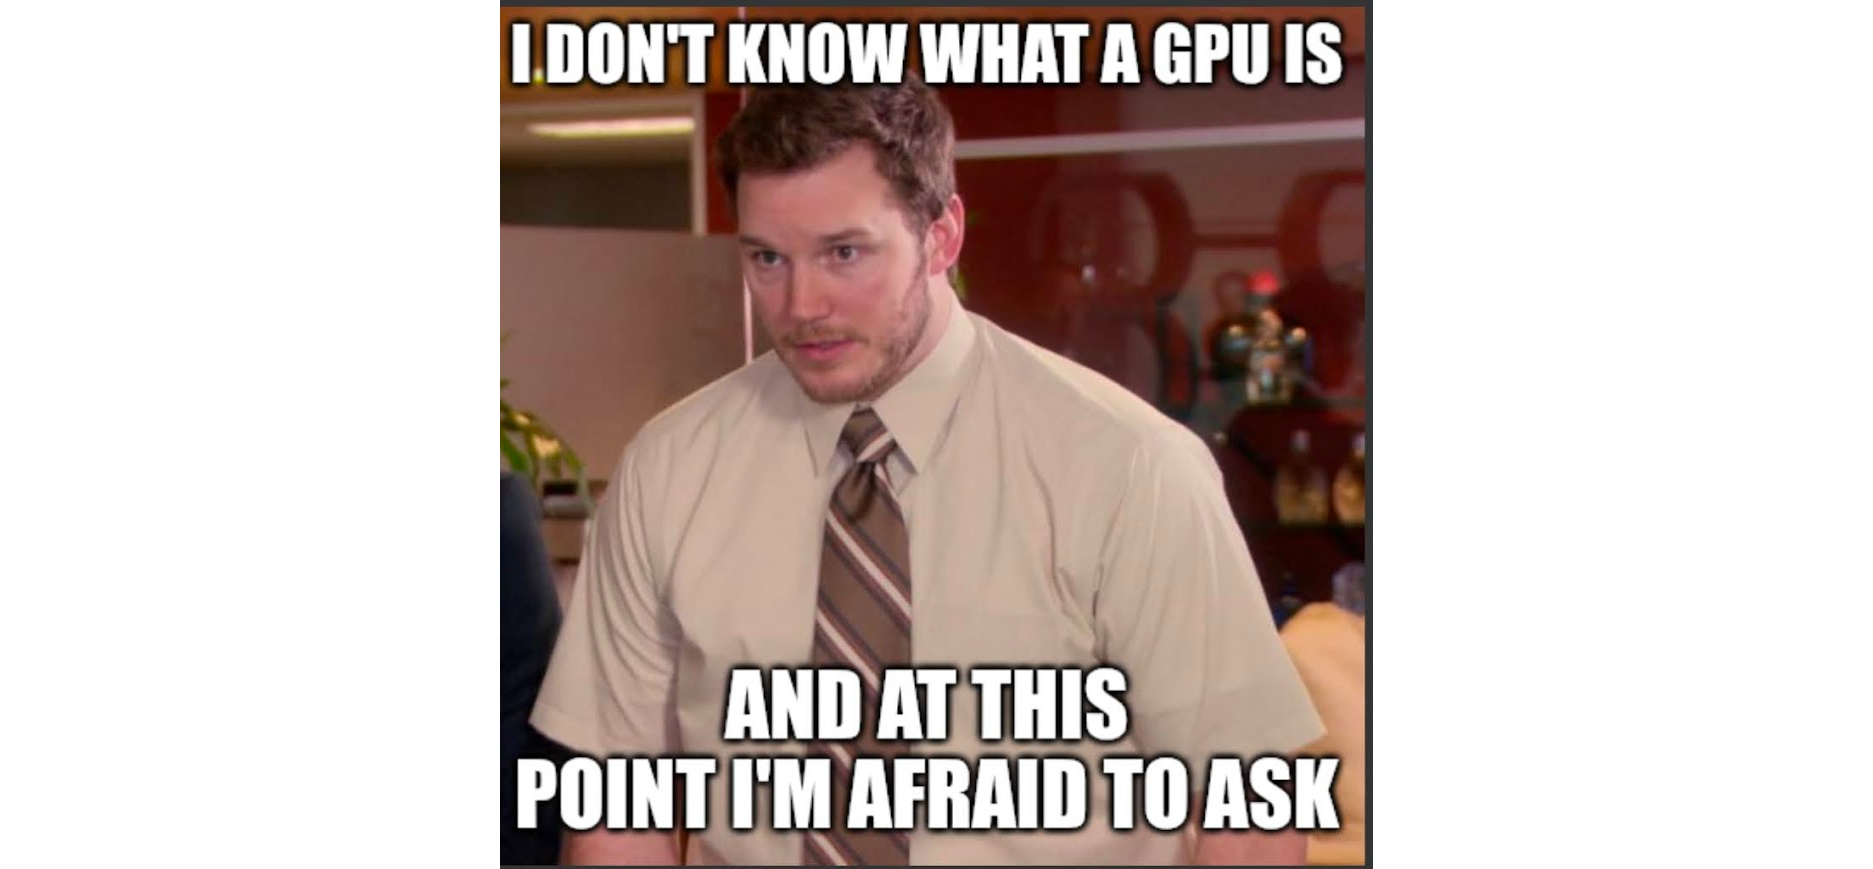 I DON'T KNOW WHAT A GPU IS
AND AT THIS
POINT I'M AFRAID TO ASK